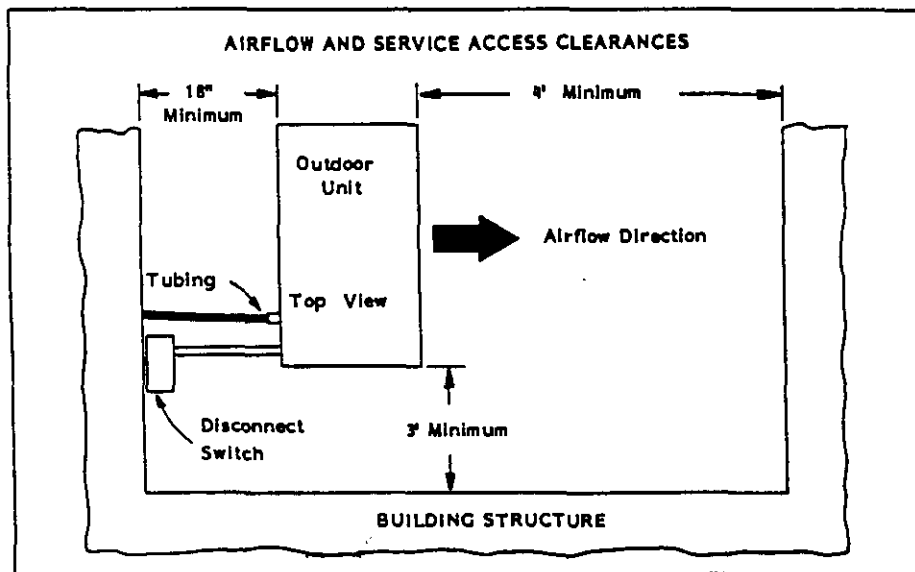 AIRFLOW AND SERVICE ACCESS CLEARANCES
18"
Minimum
4' Minimum
Outdoor
Unit
Airflow Direction
Tubing
Top View
Disconnect
Switch
3' Minimum
BUILDING STRUCTURE